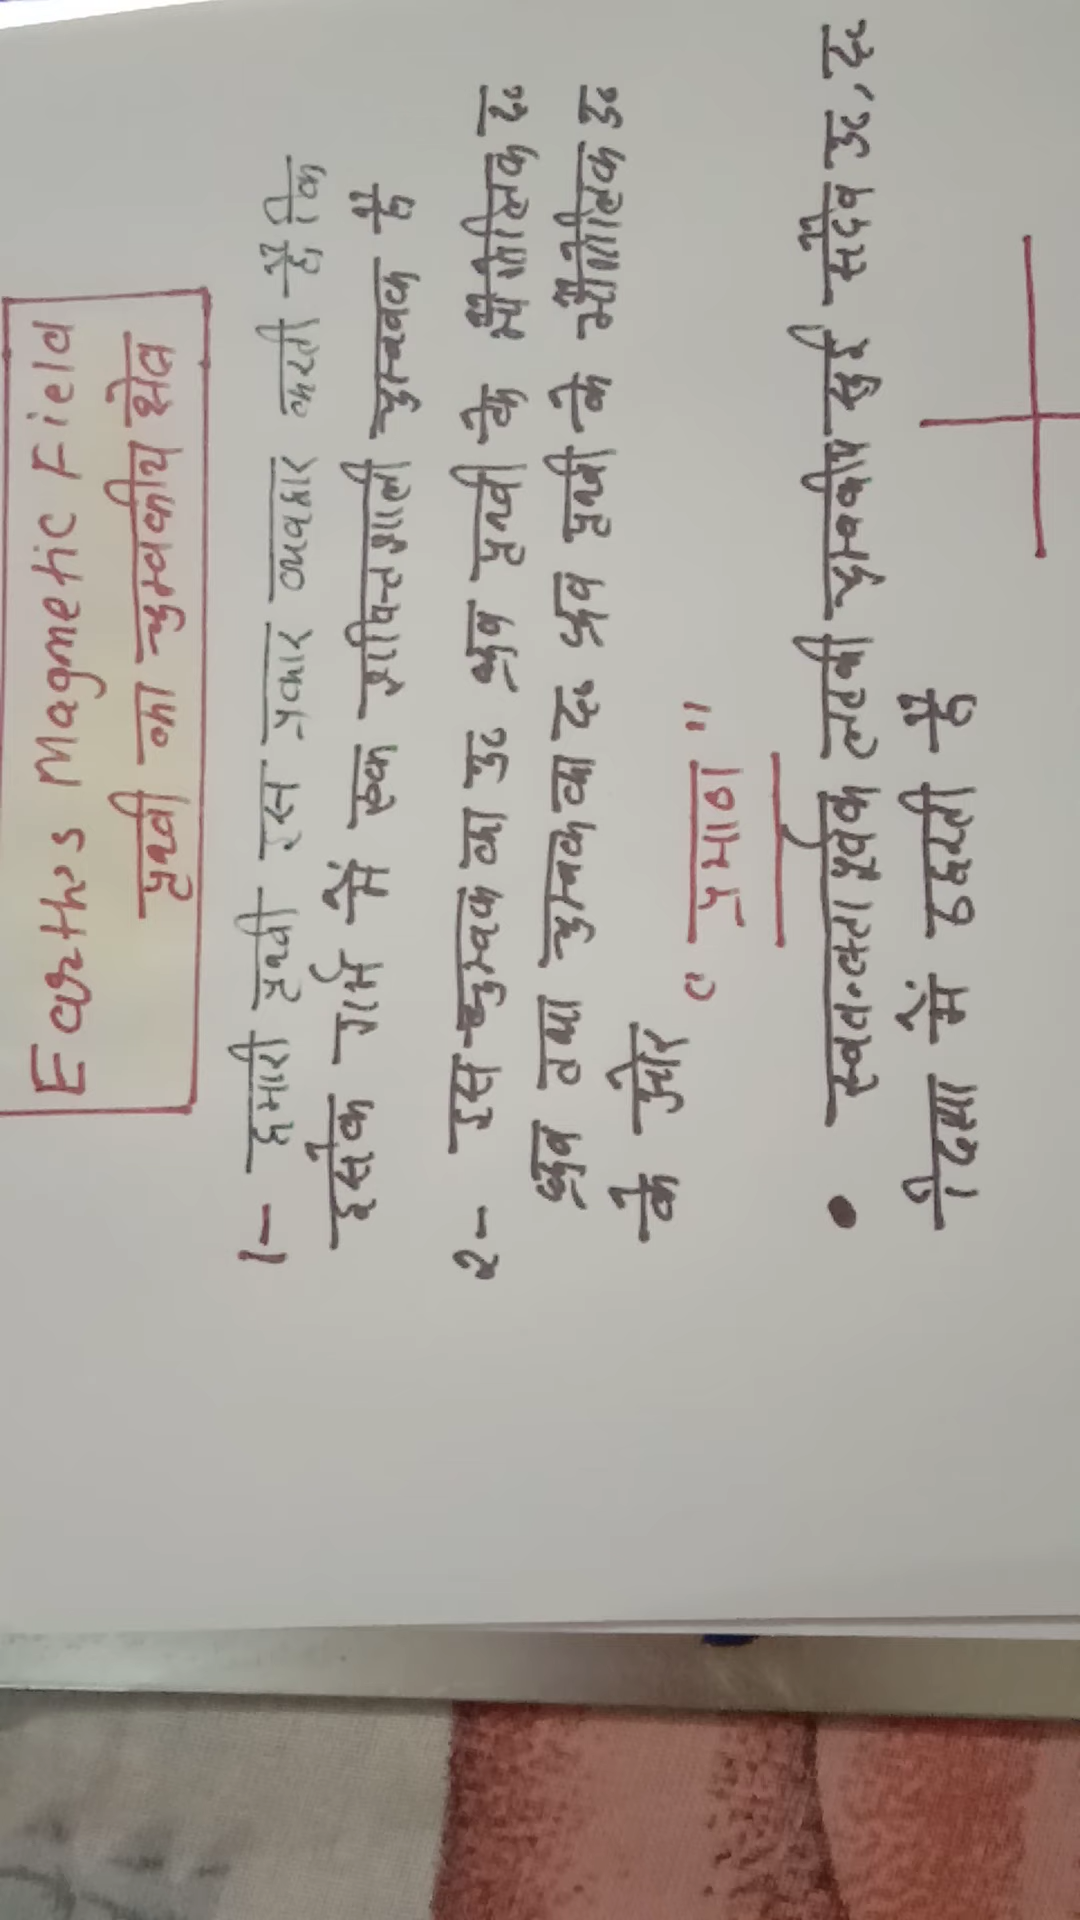 Earth's Magnetic Field
पृथ्वी का चुम्बकीय क्षेत्र
1- हमारी पृथ्वी इस प्रकार व्यवहार करती है कि
इसके गर्भ में एक शक्तिशाली चुम्बक है
2- इस चुम्बक का उ० ध्रुव पृथ्वी के भौगोलिक द०
ध्रुव तथा चुम्बक का द० ध्रुव पृथ्वी के भौगोलिक उ०
के ओर
" प्रमाण "
• स्वतन्त्रता पूर्वक लटकी चुम्बकीय सुई सदैव उ०, द०
दिशा में ठहरती है